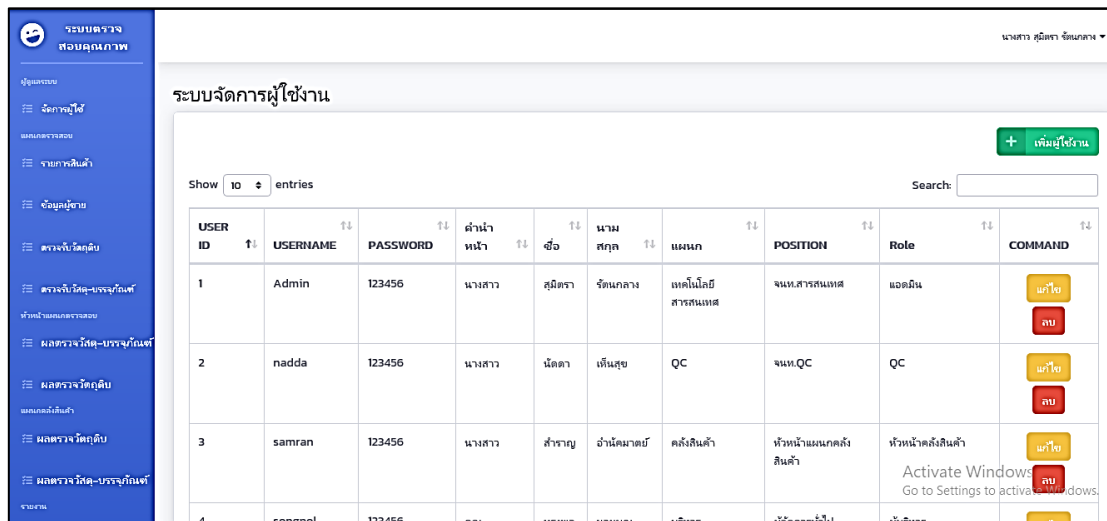 ระบบตรวจ
สอบคุณภาพ
นางสาว สุมิตรา รัตนกลาง
ผู้ดูแลระบบ
จัดการผู้ใช้
แผนกตรวจสอบ
รายการสินค้า
ข้อมูลผู้ขาย
ตรวจรับวัตถุดิบ
ตรวจรับวัสดุ-บรรจุภัณฑ์
หัวหน้าแผนกตรวจสอบ
ผลตรวจวัสดุ-บรรจุภัณฑ์
ผลตรวจวัตถุดิบ
แผนกคลังสินค้า
ผลตรวจวัตถุดิบ
ผลตรวจวัสดุ-บรรจุภัณฑ์
รายงาน
ระบบจัดการผู้ใช้งาน
+ เพิ่มผู้ใช้งาน
Show 10 entries Search:
USER ID USERNAME PASSWORD คำนำหน้า ชื่อ นามสกุล แผนก POSITION Role COMMAND
1 Admin 123456 นางสาว สุมิตรา รัตนกลาง เทคโนโลยีสารสนเทศ จนท.สารสนเทศ แอดมิน แก้ไข
ลบ
2 nadda 123456 นางสาว นัดดา เห็นสุข QC จนท.QC QC แก้ไข
ลบ
3 samran 123456 นางสาว สำราญ อำนัคมาตย์ คลังสินค้า หัวหน้าแผนกคลังสินค้า หัวหน้าคลังสินค้า แก้ไข
ลบ
Activate Windows
Go to Settings to activate Windows.
4 123456